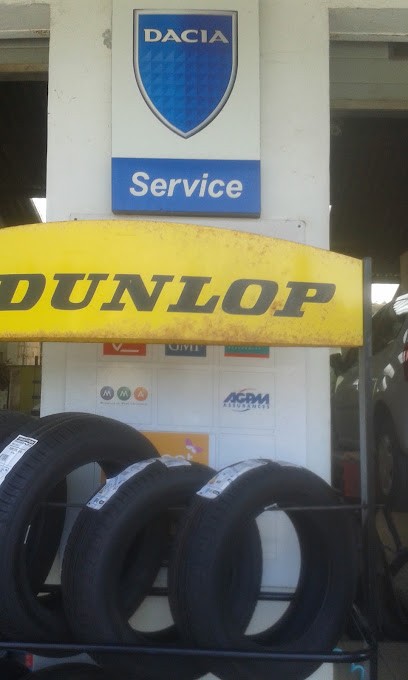 DACIA
Service
DUNLOP
GMF
MMA
AGPM
ASSURANCES